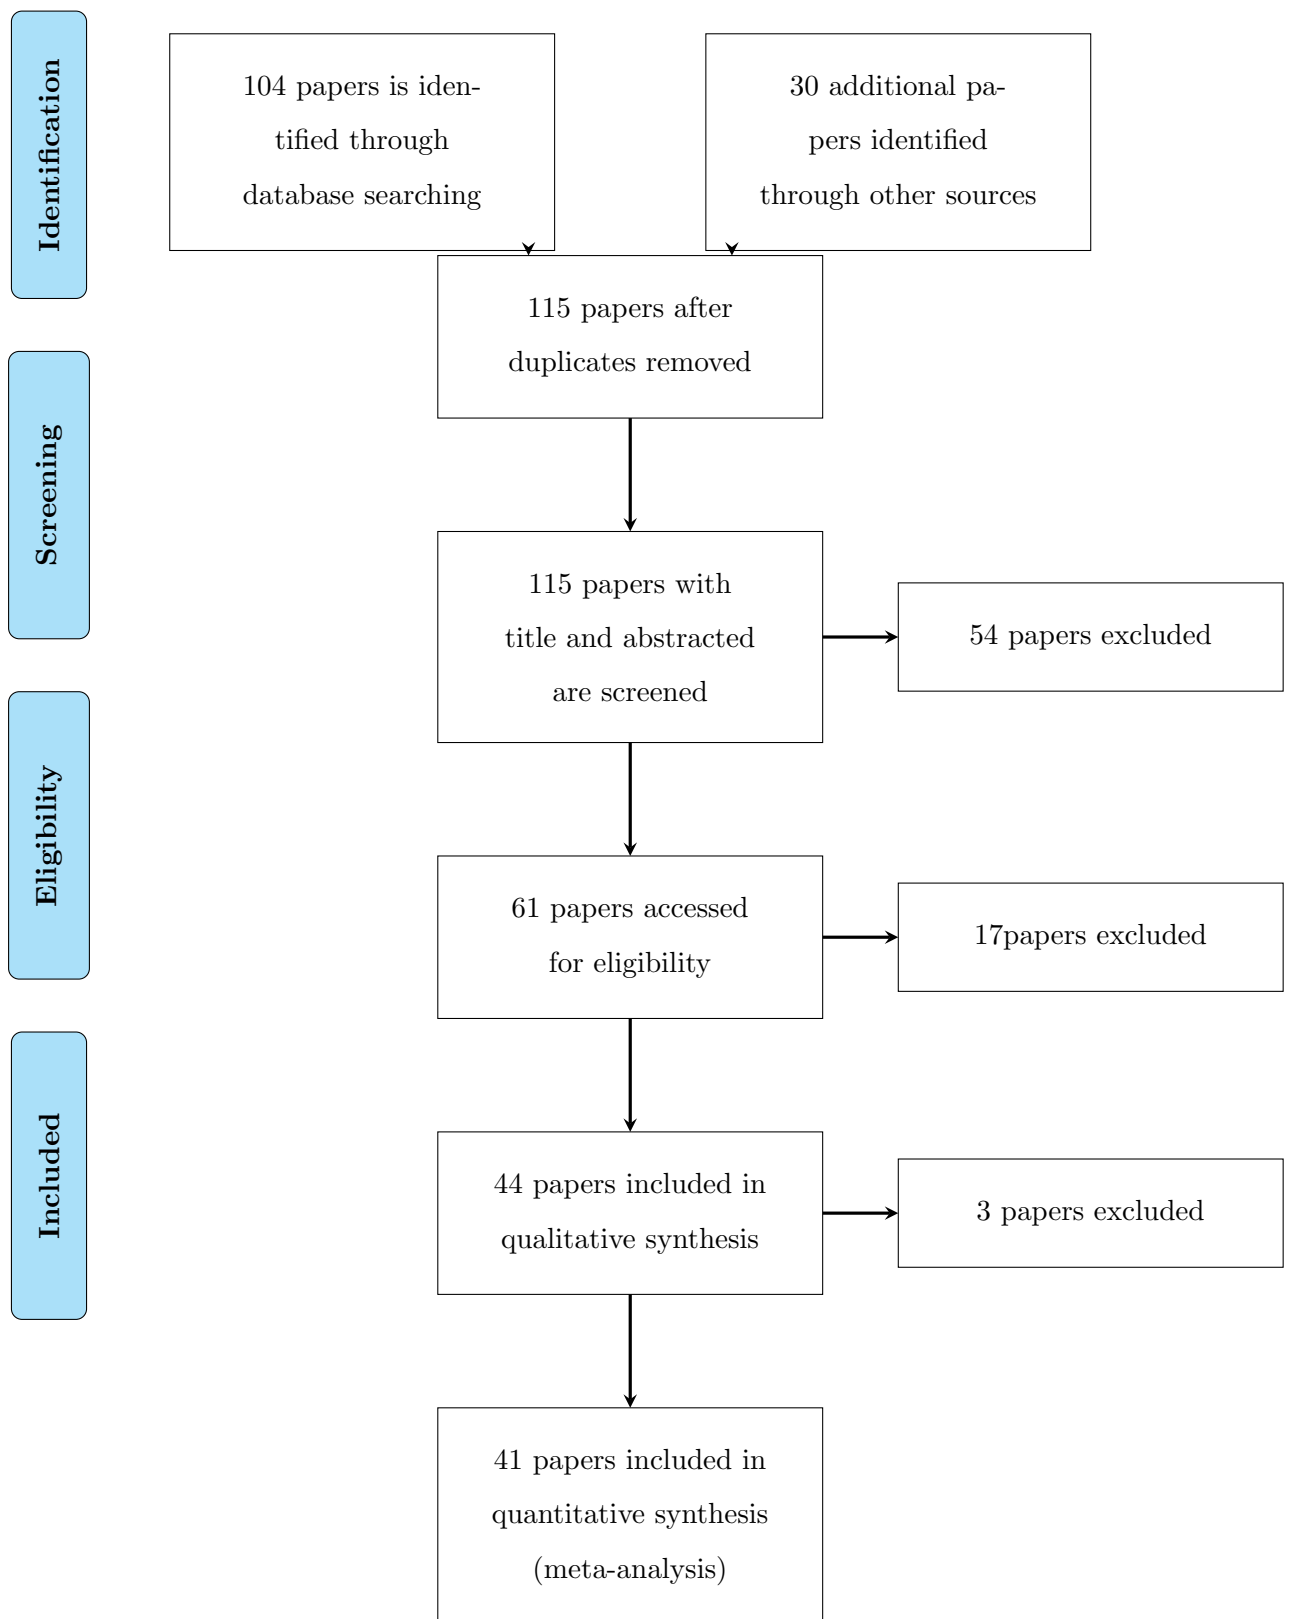 Identification
104 papers is iden-
tified through
database searching
30 additional pa-
pers identified
through other sources
115 papers after
duplicates removed
Screening
115 papers with
title and abstracted
are screened
54 papers excluded
Eligibility
61 papers accessed
for eligibility
17papers excluded
Included
44 papers included in
qualitative synthesis
3 papers excluded
41 papers included in
quantitative synthesis
(meta-analysis)